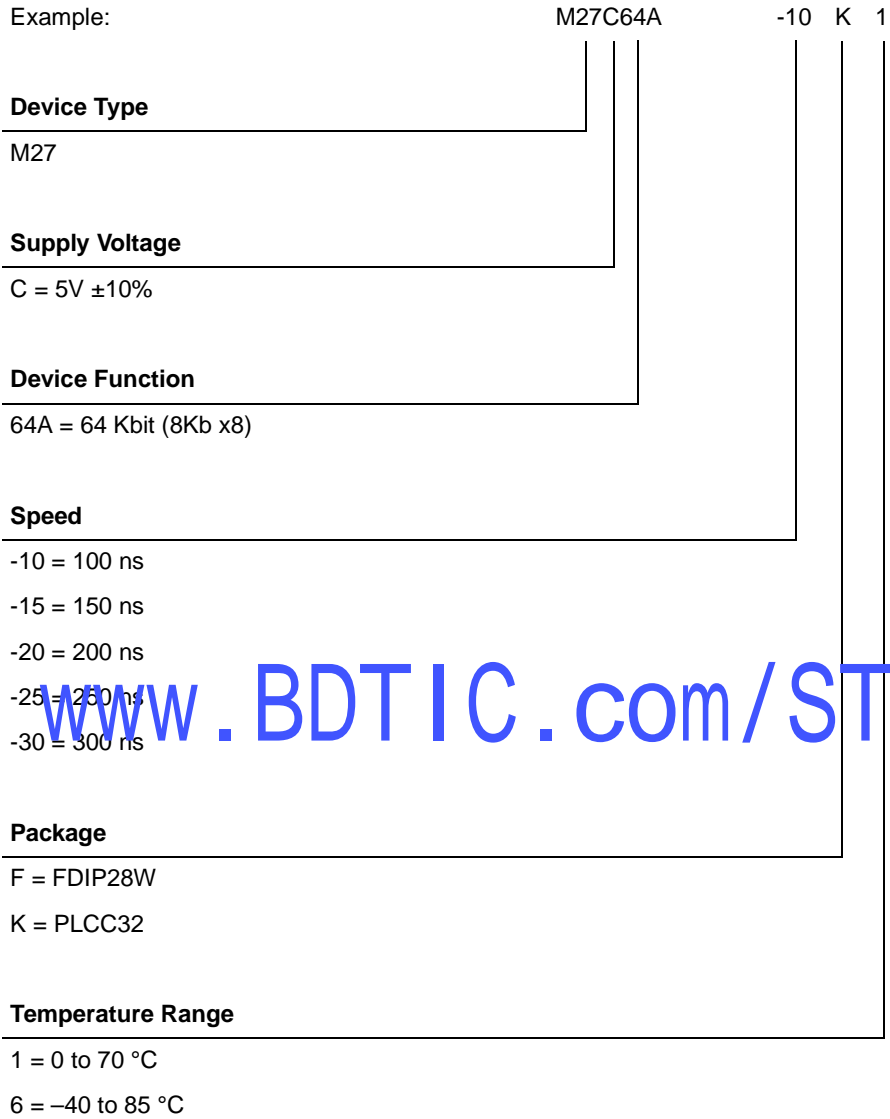 Example: M27C64A -10 K 1
Device Type
M27
Supply Voltage
C = 5V ±10%
Device Function
64A = 64 Kbit (8Kb x8)
Speed
-10 = 100 ns
-15 = 150 ns
-20 = 200 ns
-25 = 250 ns
www.BDTIC.com/ST
-30 = 300 ns
Package
F = FDIP28W
K = PLCC32
Temperature Range
1 = 0 to 70 °C
6 = –40 to 85 °C